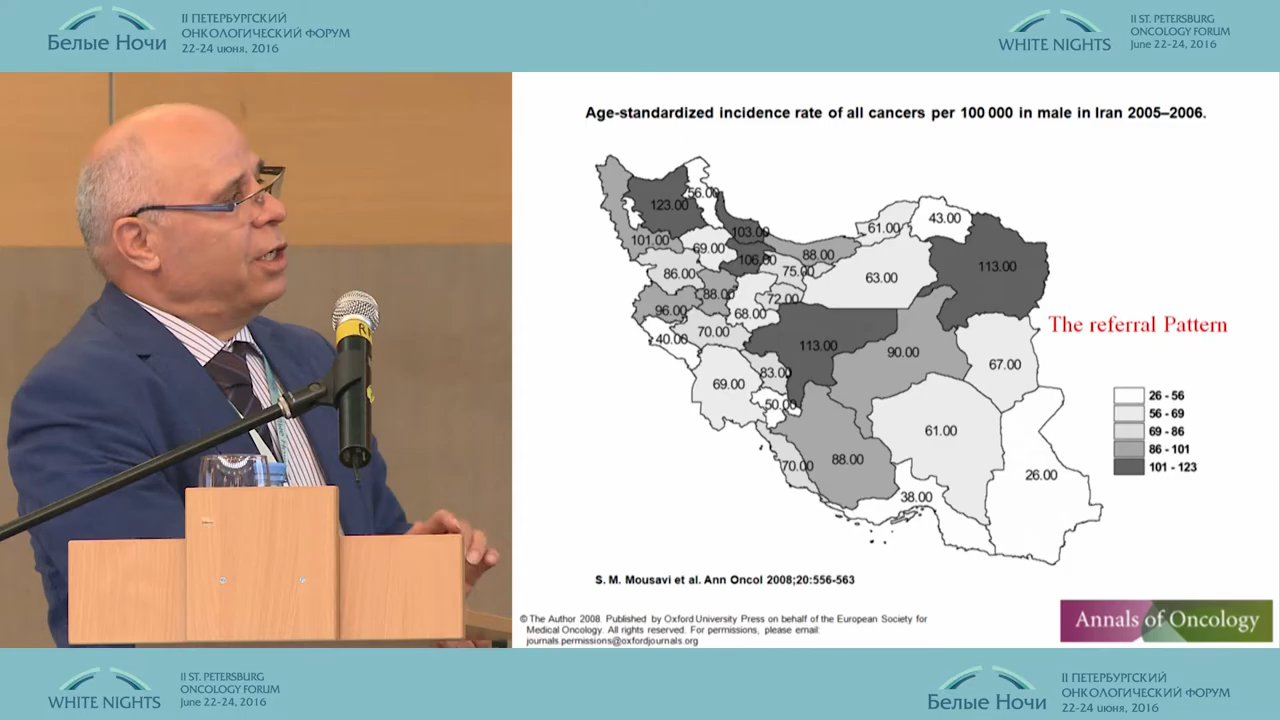 Белые Ночи
II ПЕТЕРБУРГСКИЙ
ОНКОЛОГИЧЕСКИЙ ФОРУМ
22-24 июня, 2016
WHITE NIGHTS
II ST. PETERSBURG
ONCOLOGY FORUM
June 22-24, 2016
Age-standardized incidence rate of all cancers per 100 000 in male in Iran 2005–2006.
56.00
123.00
43.00
61.00
103.00
101.00
69.00
88.00
106.00
113.00
86.00
75.00
63.00
88.00
72.00
96.00
68.00
The referral Pattern
70.00
40.00
113.00
90.00
67.00
83.00
69.00
50.00
61.00
88.00
70.00
26.00
38.00
26 - 56
56 - 69
69 - 86
86 - 101
101 - 123
S. M. Mousavi et al. Ann Oncol 2008;20:556-563
© The Author 2008. Published by Oxford University Press on behalf of the European Society for
Medical Oncology. All rights reserved. For permissions, please email:
journals.permissions@oxfordjournals.org
Annals of Oncology
WHITE NIGHTS
II ST. PETERSBURG
ONCOLOGY FORUM
June 22-24, 2016
Белые Ночи
II ПЕТЕРБУРГСКИЙ
ОНКОЛОГИЧЕСКИЙ ФОРУМ
22-24 июня, 2016